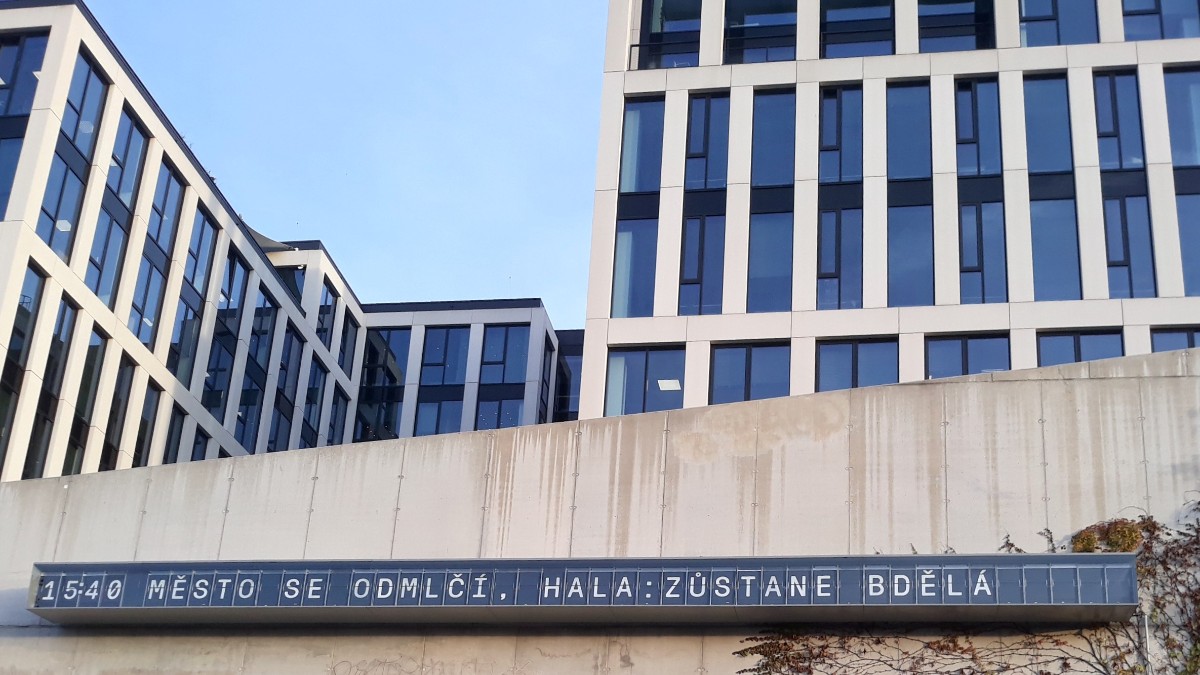 15:40 MĚSTO SE ODMLČÍ, HALA:ZŮSTANE BDĚLÁ